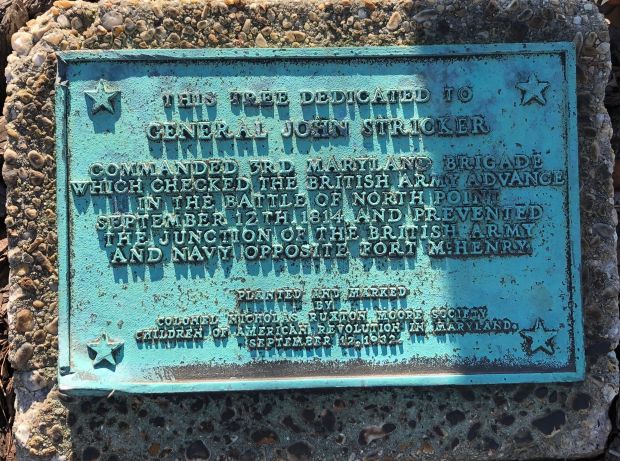 THIS TREE DEDICATED TO
GENERAL JOHN STRICKER
COMMANDED 3RD MARYLAND BRIGADE
WHICH CHECKED THE BRITISH ARMY ADVANCE
IN THE BATTLE OF NORTH POINT
SEPTEMBER 12TH 1814 AND PREVENTED
THE JUNCTION OF THE BRITISH ARMY
AND NAVY OPPOSITE FORT MCHENRY
PLANTED AND MARKED
BY
COLONEL NICHOLAS RUXTON MOORE SOCIETY
CHILDREN OF AMERICAN REVOLUTION IN MARYLAND.
SEPTEMBER 12, 1932.